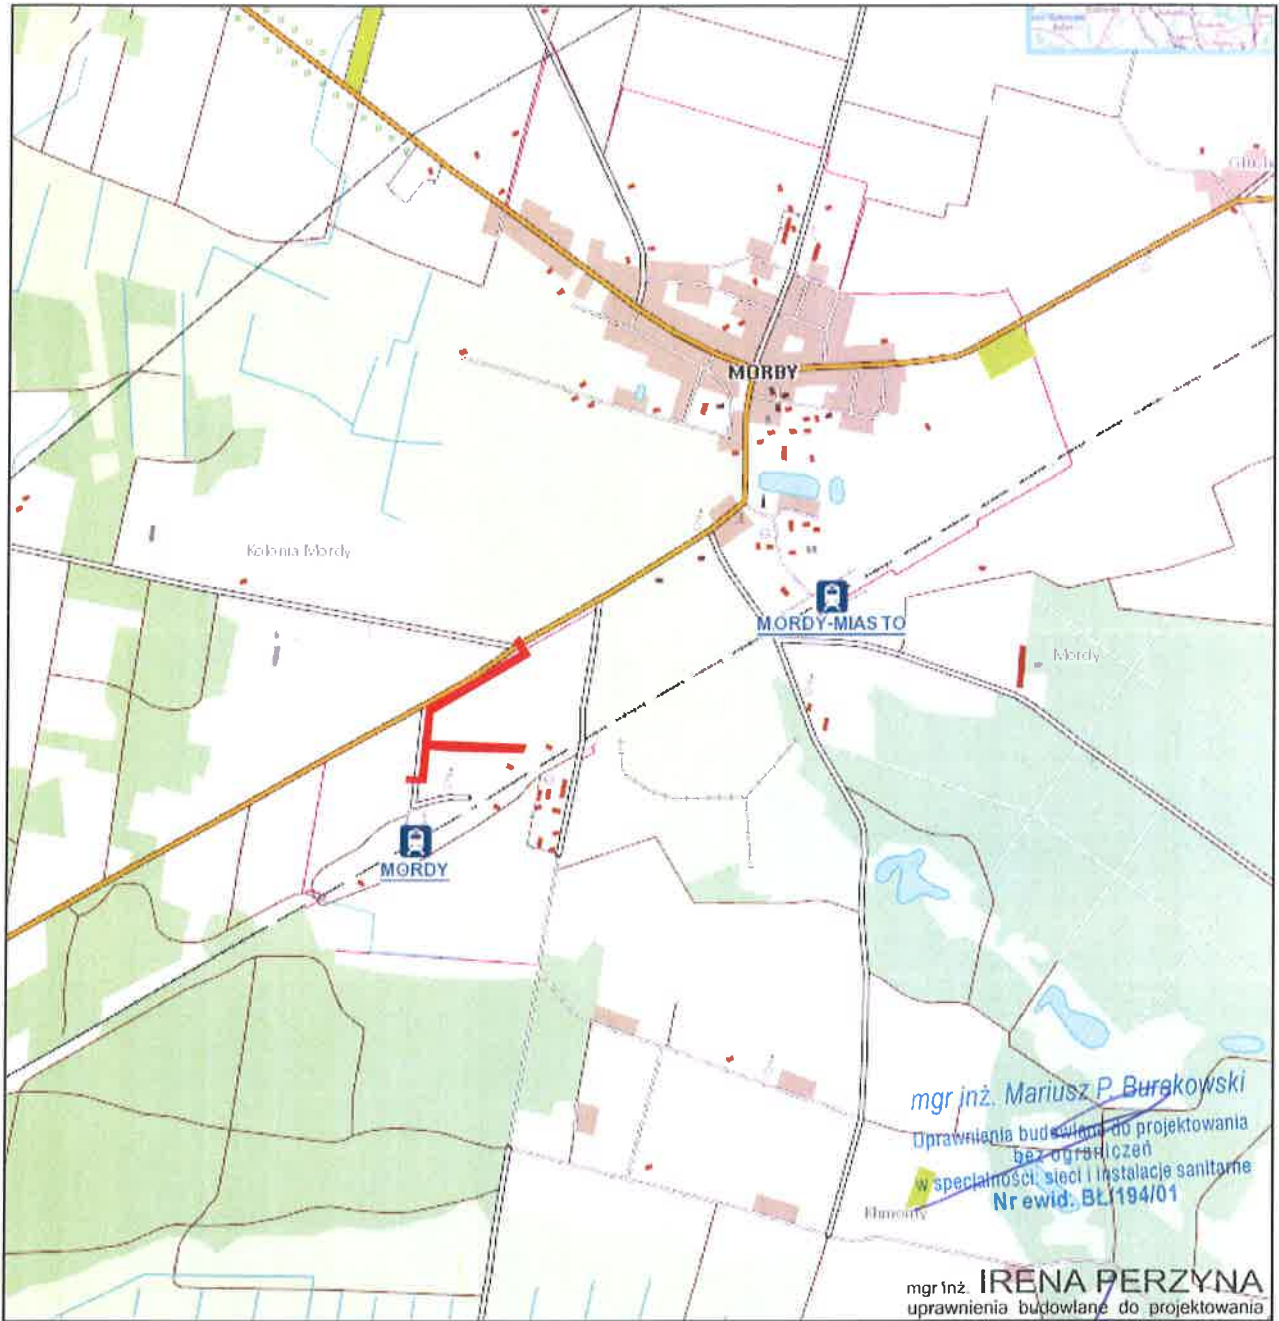 MORDY
Kolonia Mordy
MORDY-MIASTO
Mordy
MORDY
mgr inż. Mariusz P. Burakowski
Uprawnienia budowlane do projektowania
bez ograniczeń
w specjalności: sieci i instalacje sanitarne
Nr ewid. BŁ/194/01
Klimonty
mgr inż. IRENA PERZYNA
uprawnienia budowlane do projektowania